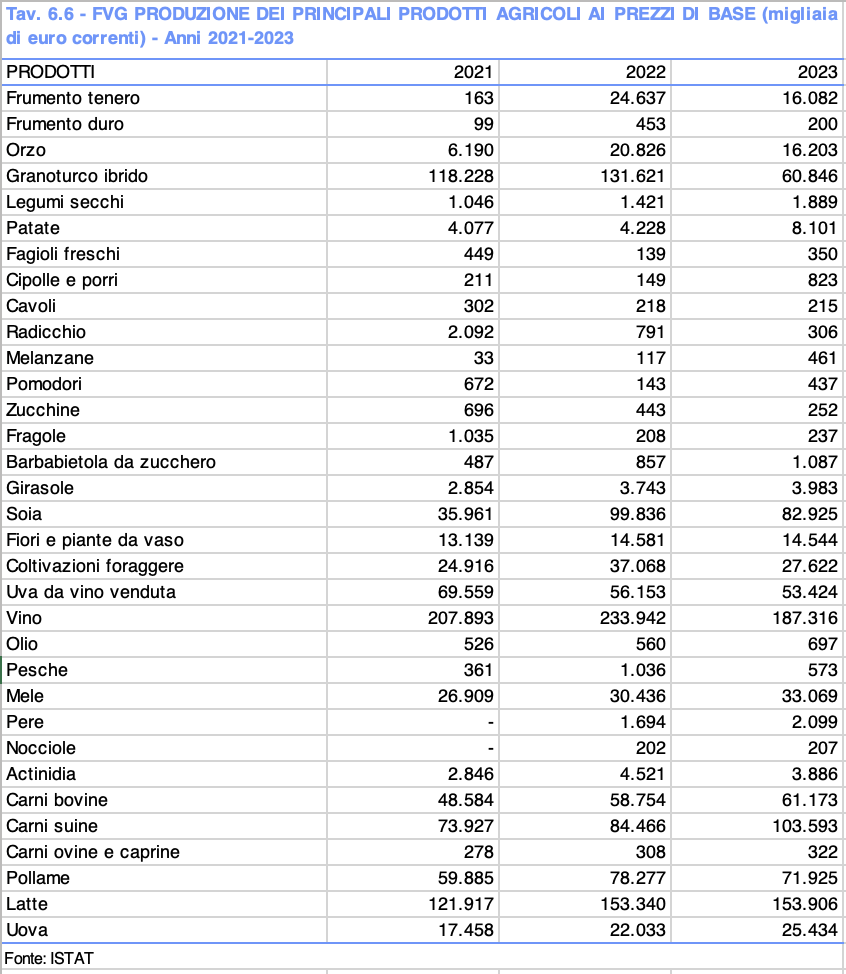 Tav. 6.6 - FVG PRODUZIONE DEI PRINCIPALI PRODOTTI AGRICOLI AI PREZZI DI BASE (migliaia
di euro correnti) - Anni 2021-2023
PRODOTTI 2021 2022 2023
Frumento tenero 163 24.637 16.082
Frumento duro 99 453 200
Orzo 6.190 20.826 16.203
Granoturco ibrido 118.228 131.621 60.846
Legumi secchi 1.046 1.421 1.889
Patate 4.077 4.228 8.101
Fagioli freschi 449 139 350
Cipolle e porri 211 149 823
Cavoli 302 218 215
Radicchio 2.092 791 306
Melanzane 33 117 461
Pomodori 672 143 437
Zucchine 696 443 252
Fragole 1.035 208 237
Barbabietola da zucchero 487 857 1.087
Girasole 2.854 3.743 3.983
Soia 35.961 99.836 82.925
Fiori e piante da vaso 13.139 14.581 14.544
Coltivazioni foraggere 24.916 37.068 27.622
Uva da vino venduta 69.559 56.153 53.424
Vino 207.893 233.942 187.316
Olio 526 560 697
Pesche 361 1.036 573
Mele 26.909 30.436 33.069
Pere - 1.694 2.099
Nocciole - 202 207
Actinidia 2.846 4.521 3.886
Carni bovine 48.584 58.754 61.173
Carni suine 73.927 84.466 103.593
Carni ovine e caprine 278 308 322
Pollame 59.885 78.277 71.925
Latte 121.917 153.340 153.906
Uova 17.458 22.033 25.434
Fonte: ISTAT